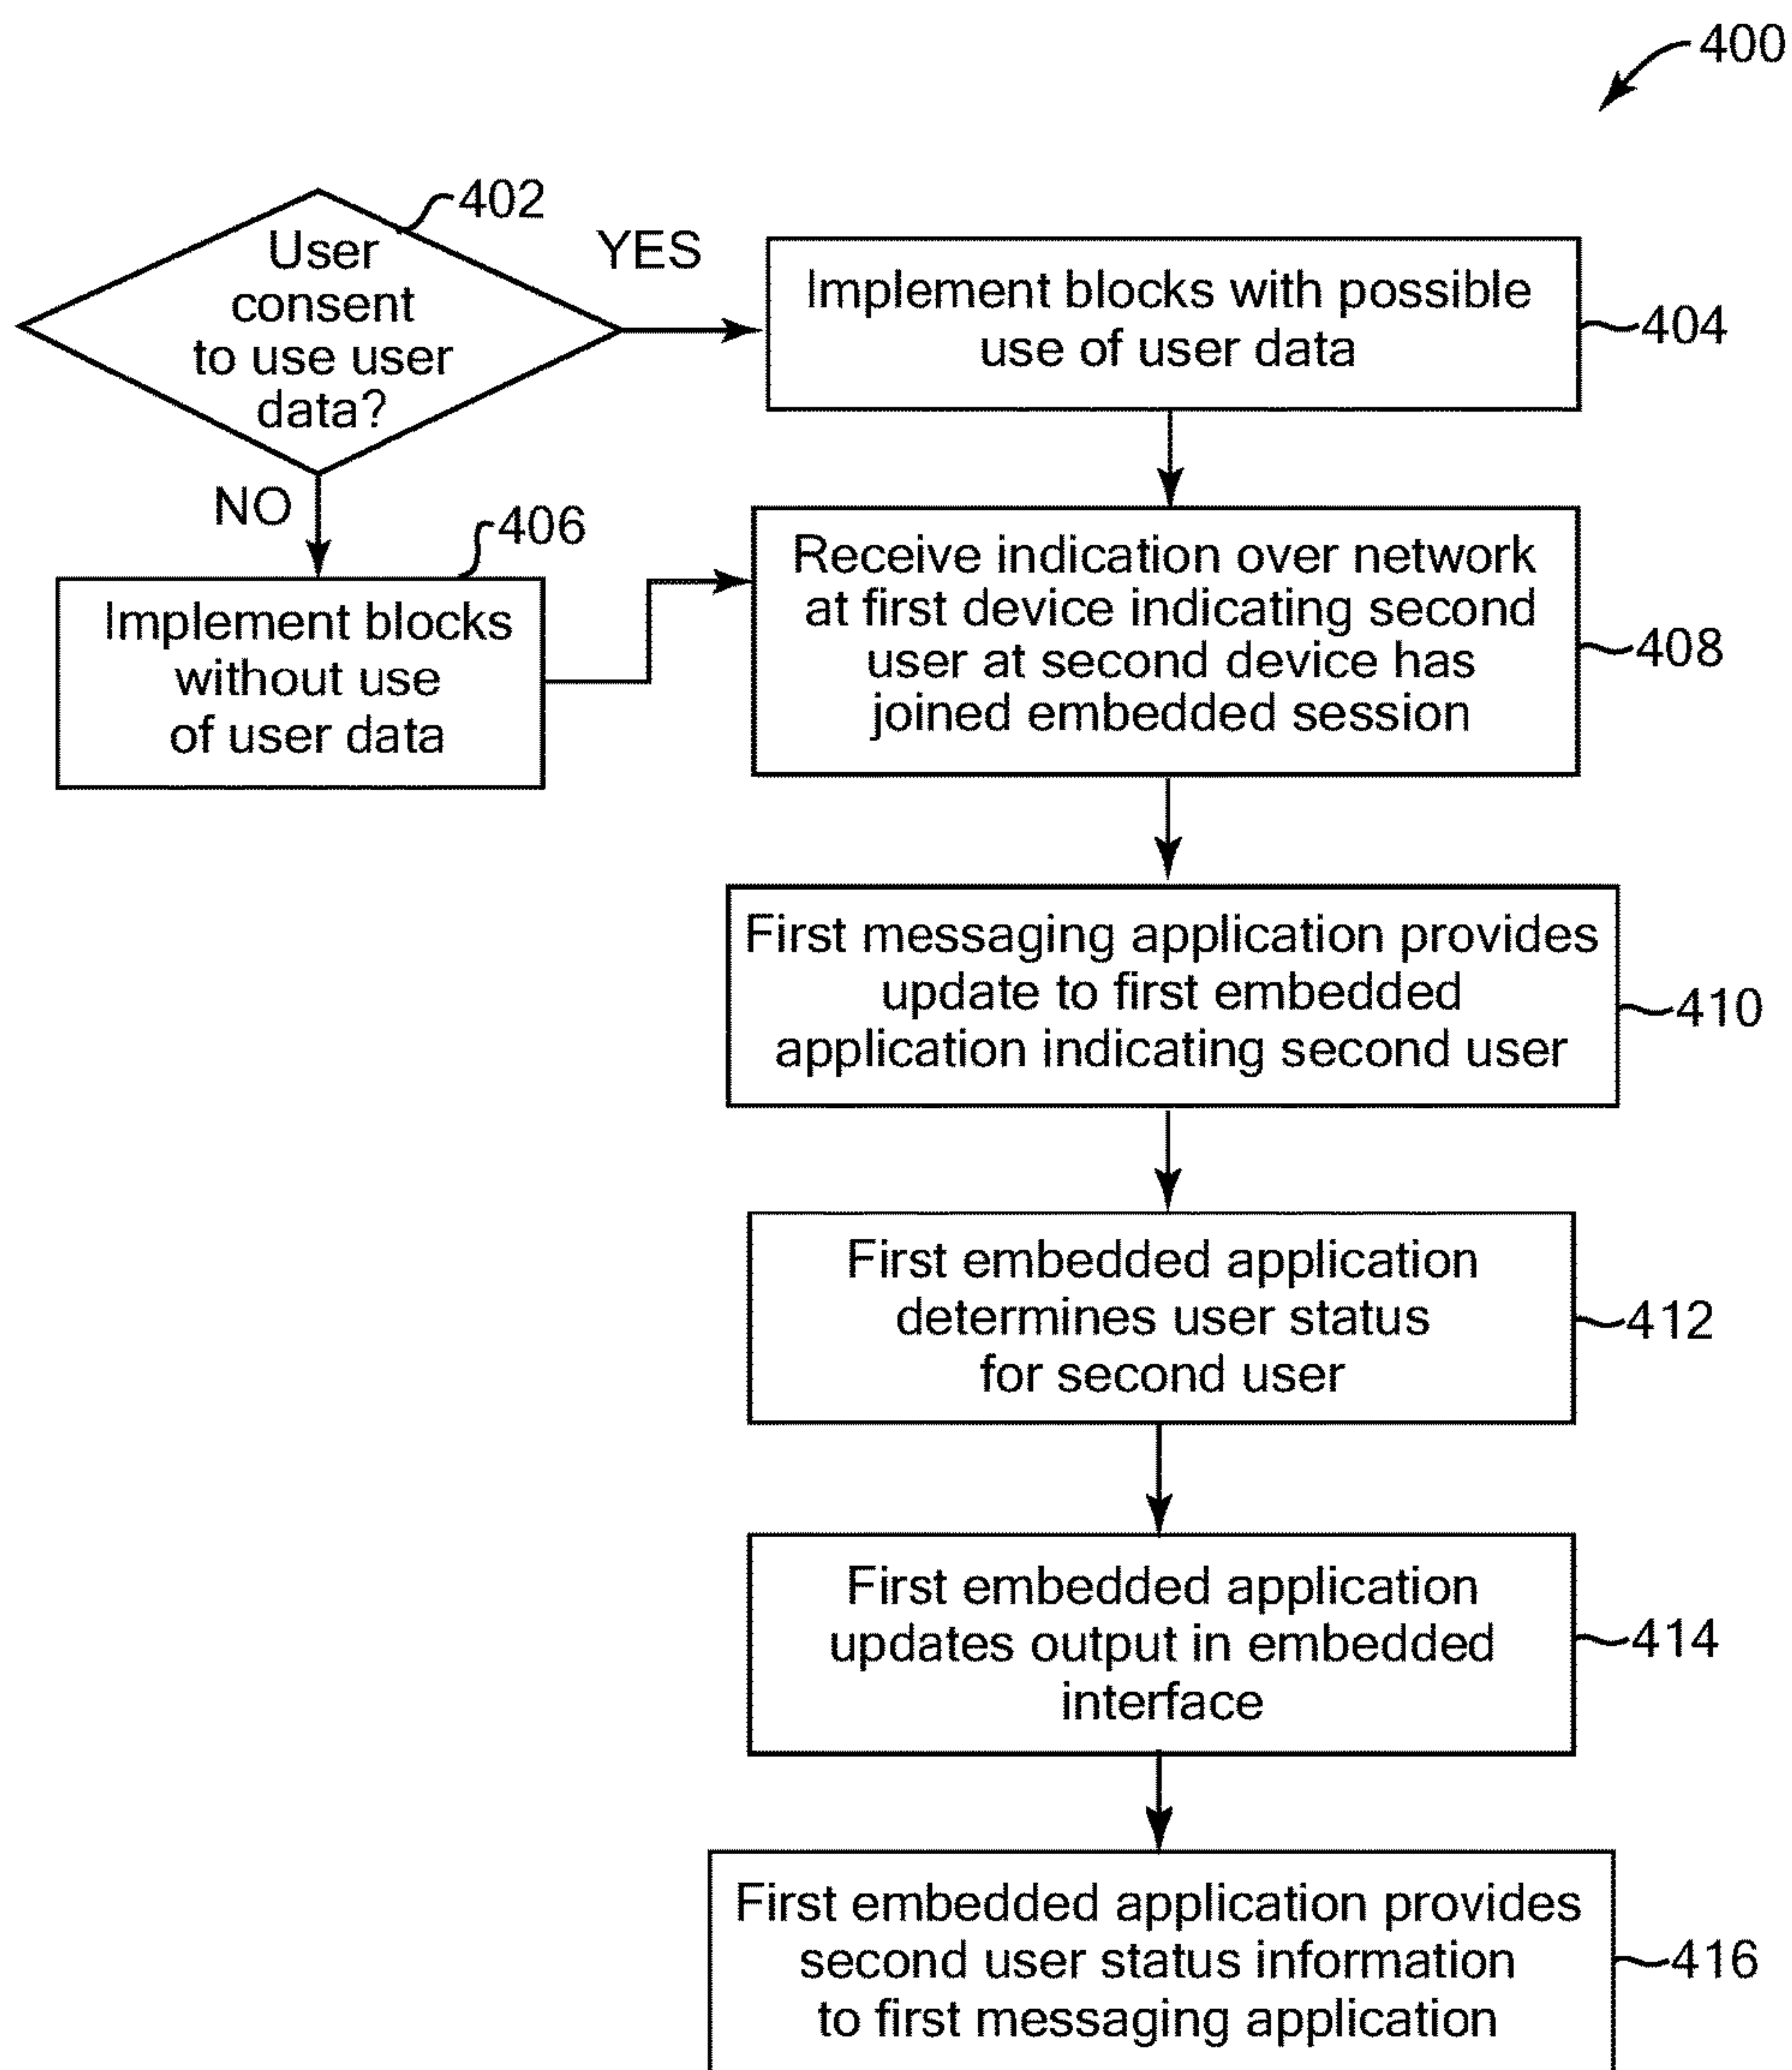 400
402
User
consent
to use user
data?
YES
Implement blocks with possible
use of user data
404
NO
406
Implement blocks
without use
of user data
Receive indication over network
at first device indicating second
user at second device has
joined embedded session
408
First messaging application provides
update to first embedded
application indicating second user
410
First embedded application
determines user status
for second user
412
First embedded application
updates output in embedded
interface
414
First embedded application provides
second user status information
to first messaging application
416